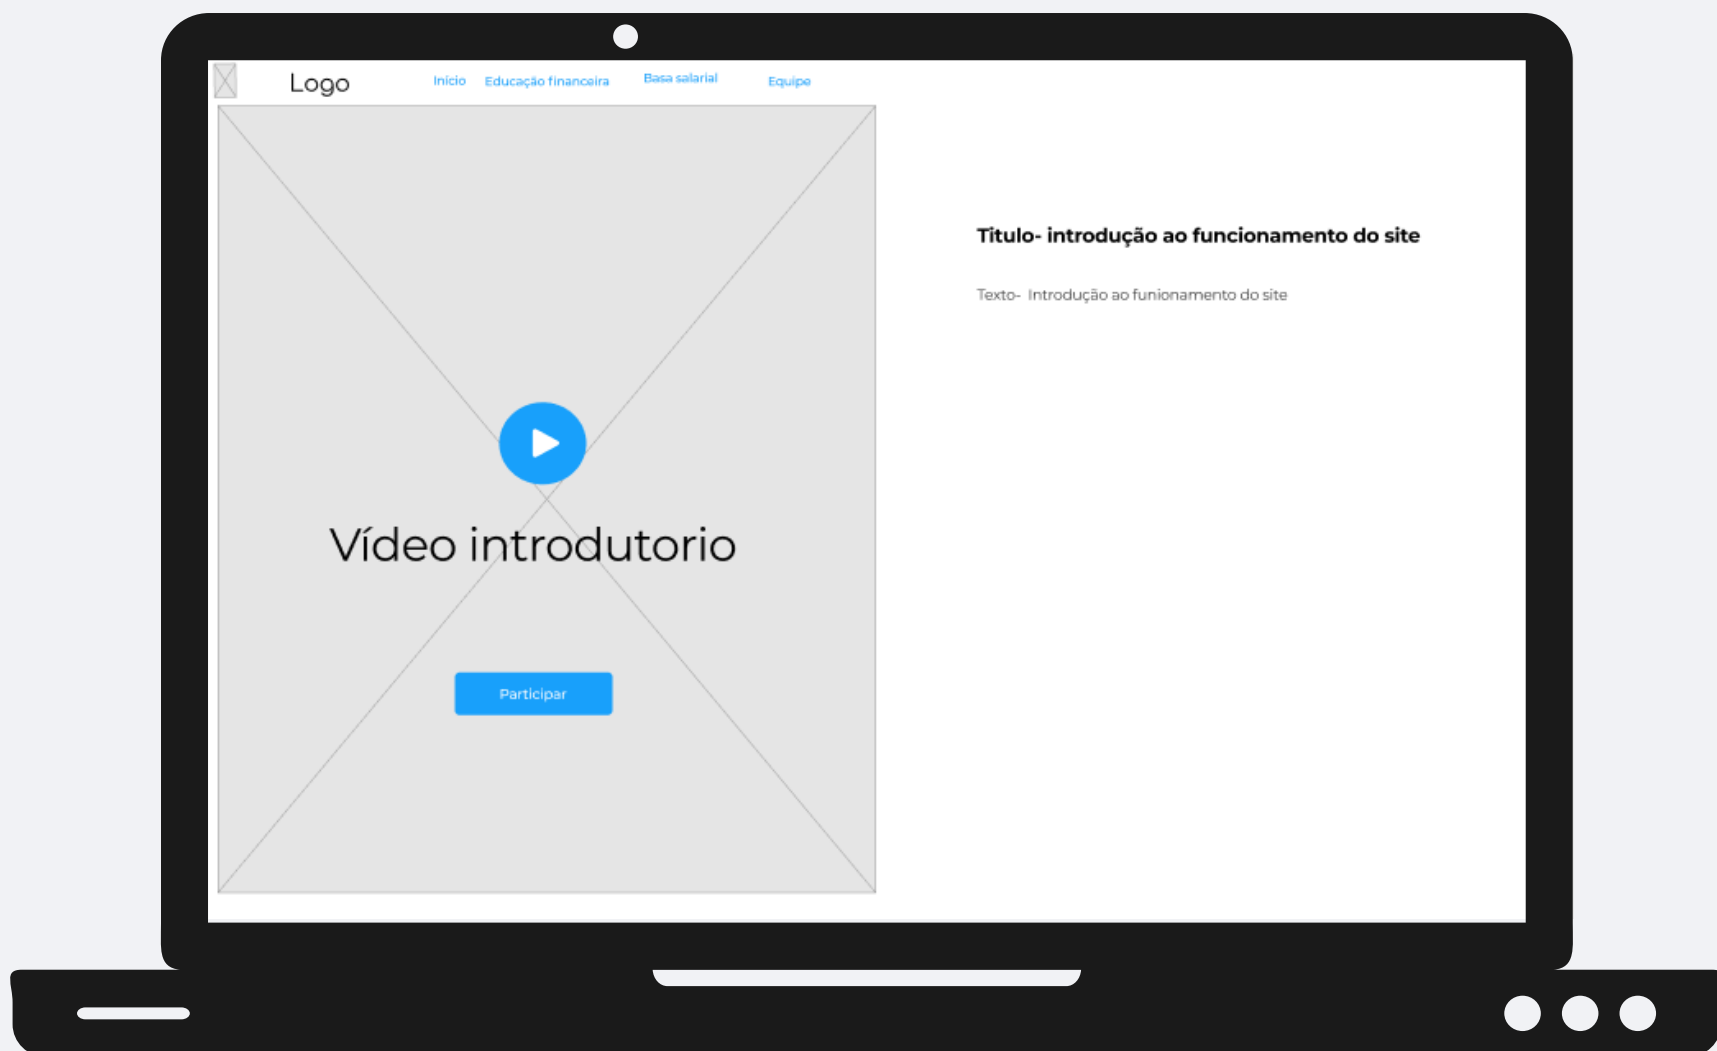 Logo
Início
Educação financeira
Basa salarial
Equipe
Titulo- introdução ao funcionamento do site
Texto- Introdução ao funionamento do site
Vídeo introdutorio
Participar